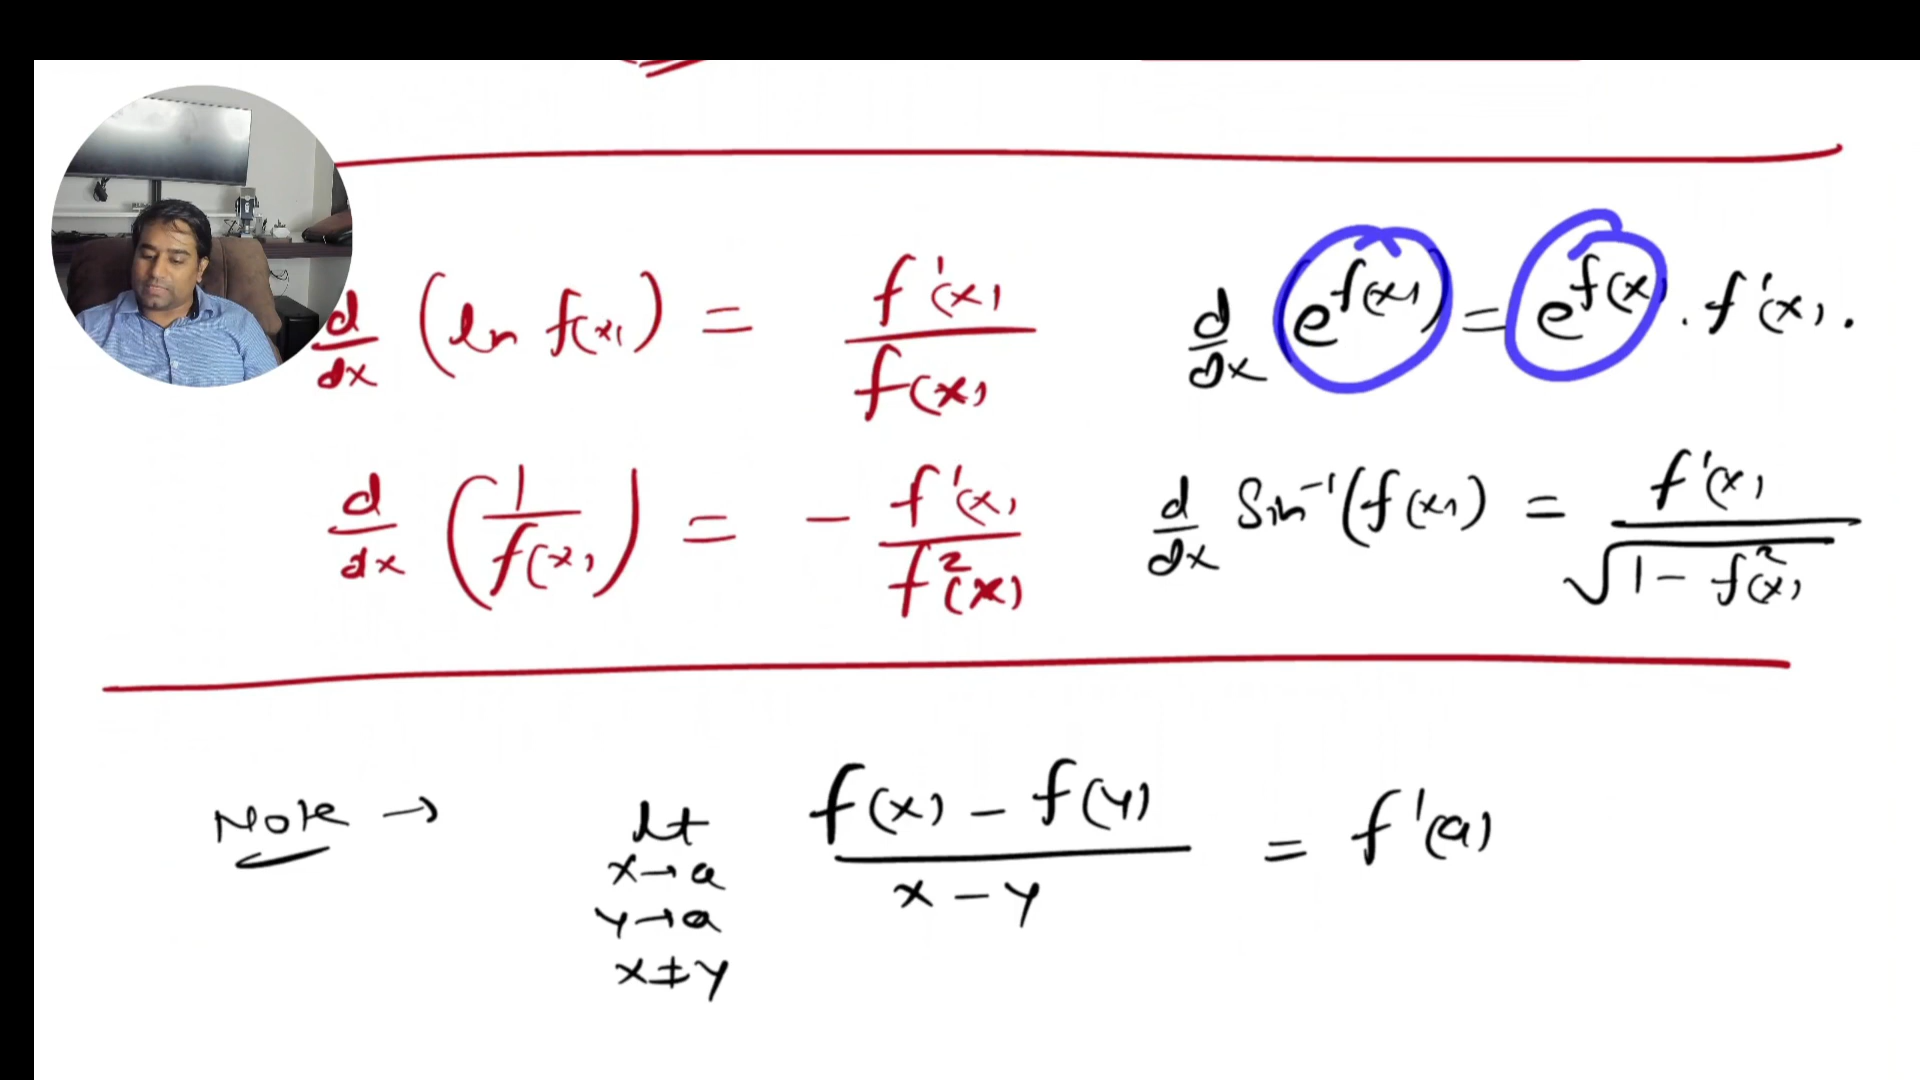 d/dx (ln f(x)) = f'(x) / f(x)
d/dx e^f(x) = e^f(x) . f'(x).
d/dx (1/f(x)) = - f'(x) / f²(x)
d/dx Sin⁻¹(f(x)) = f'(x) / √(1 - f²(x))
Note → lt x→a y→a x≠y (f(x) - f(y)) / (x - y) = f'(a)